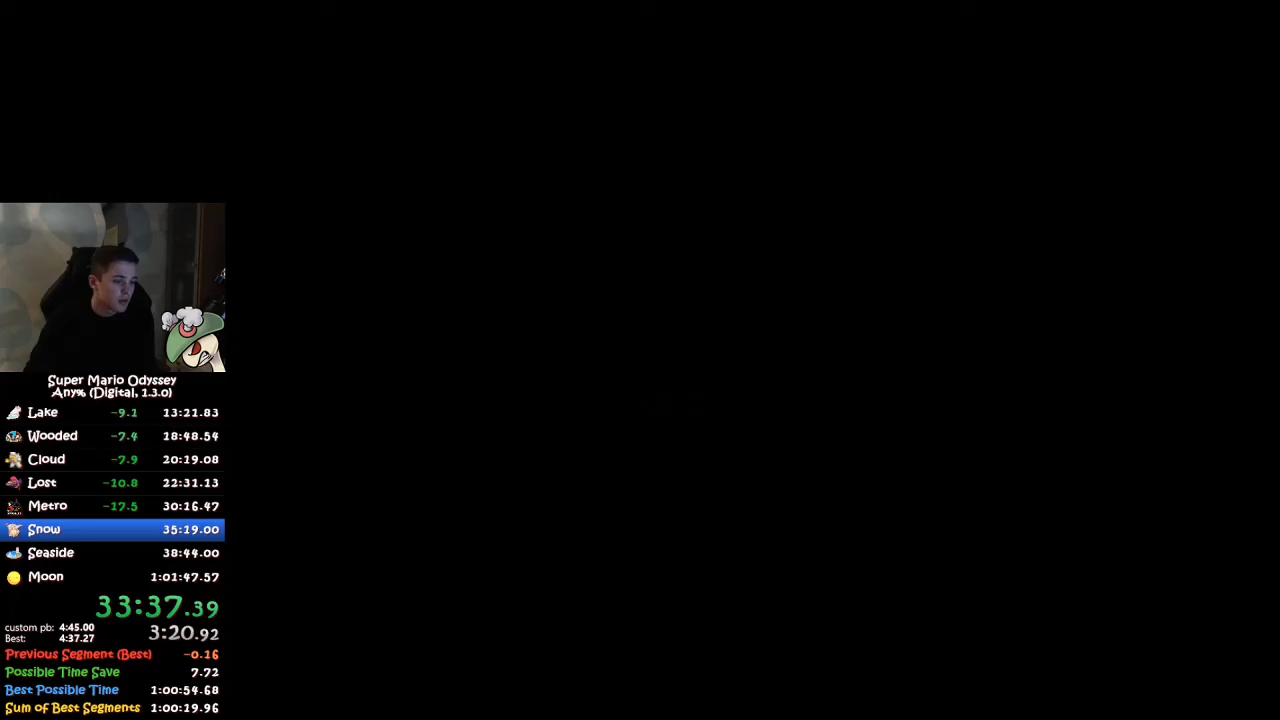 Super Mario Odyssey
Any% (Digital, 1.3.0)
Lake -9.1 13:21.83
Wooded -7.4 18:48.54
Cloud -7.9 20:19.08
Lost -10.8 22:31.13
Metro -17.5 30:16.47
Snow 35:19.00
Seaside 38:44.00
Moon 1:01:47.57
33:37.39
custom pb: 4:45.00
Best: 4:37.27 3:20.92
Previous Segment (Best) -0.16
Possible Time Save 7.72
Best Possible Time 1:00:54.68
Sum of Best Segments 1:00:19.96